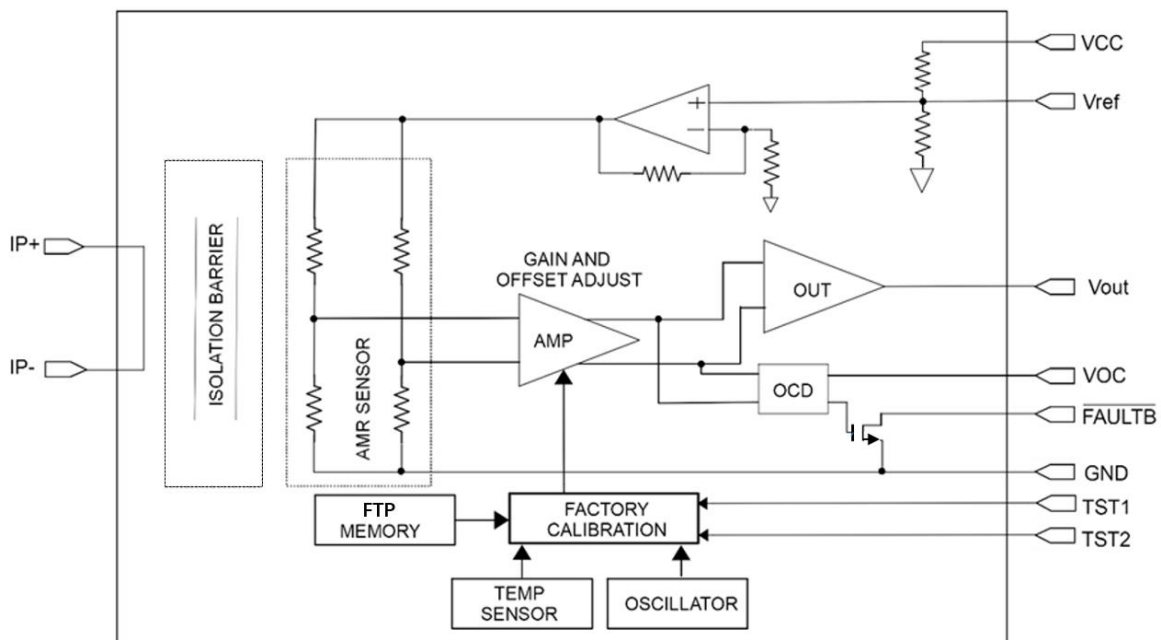 VCC
Vref
+
−
IP+
IP-
ISOLATION BARRIER
AMR SENSOR
GAIN AND
OFFSET ADJUST
AMP
OUT
Vout
OCD
VOC
FAULTB
GND
FTP
MEMORY
FACTORY
CALIBRATION
TST1
TST2
TEMP
SENSOR
OSCILLATOR